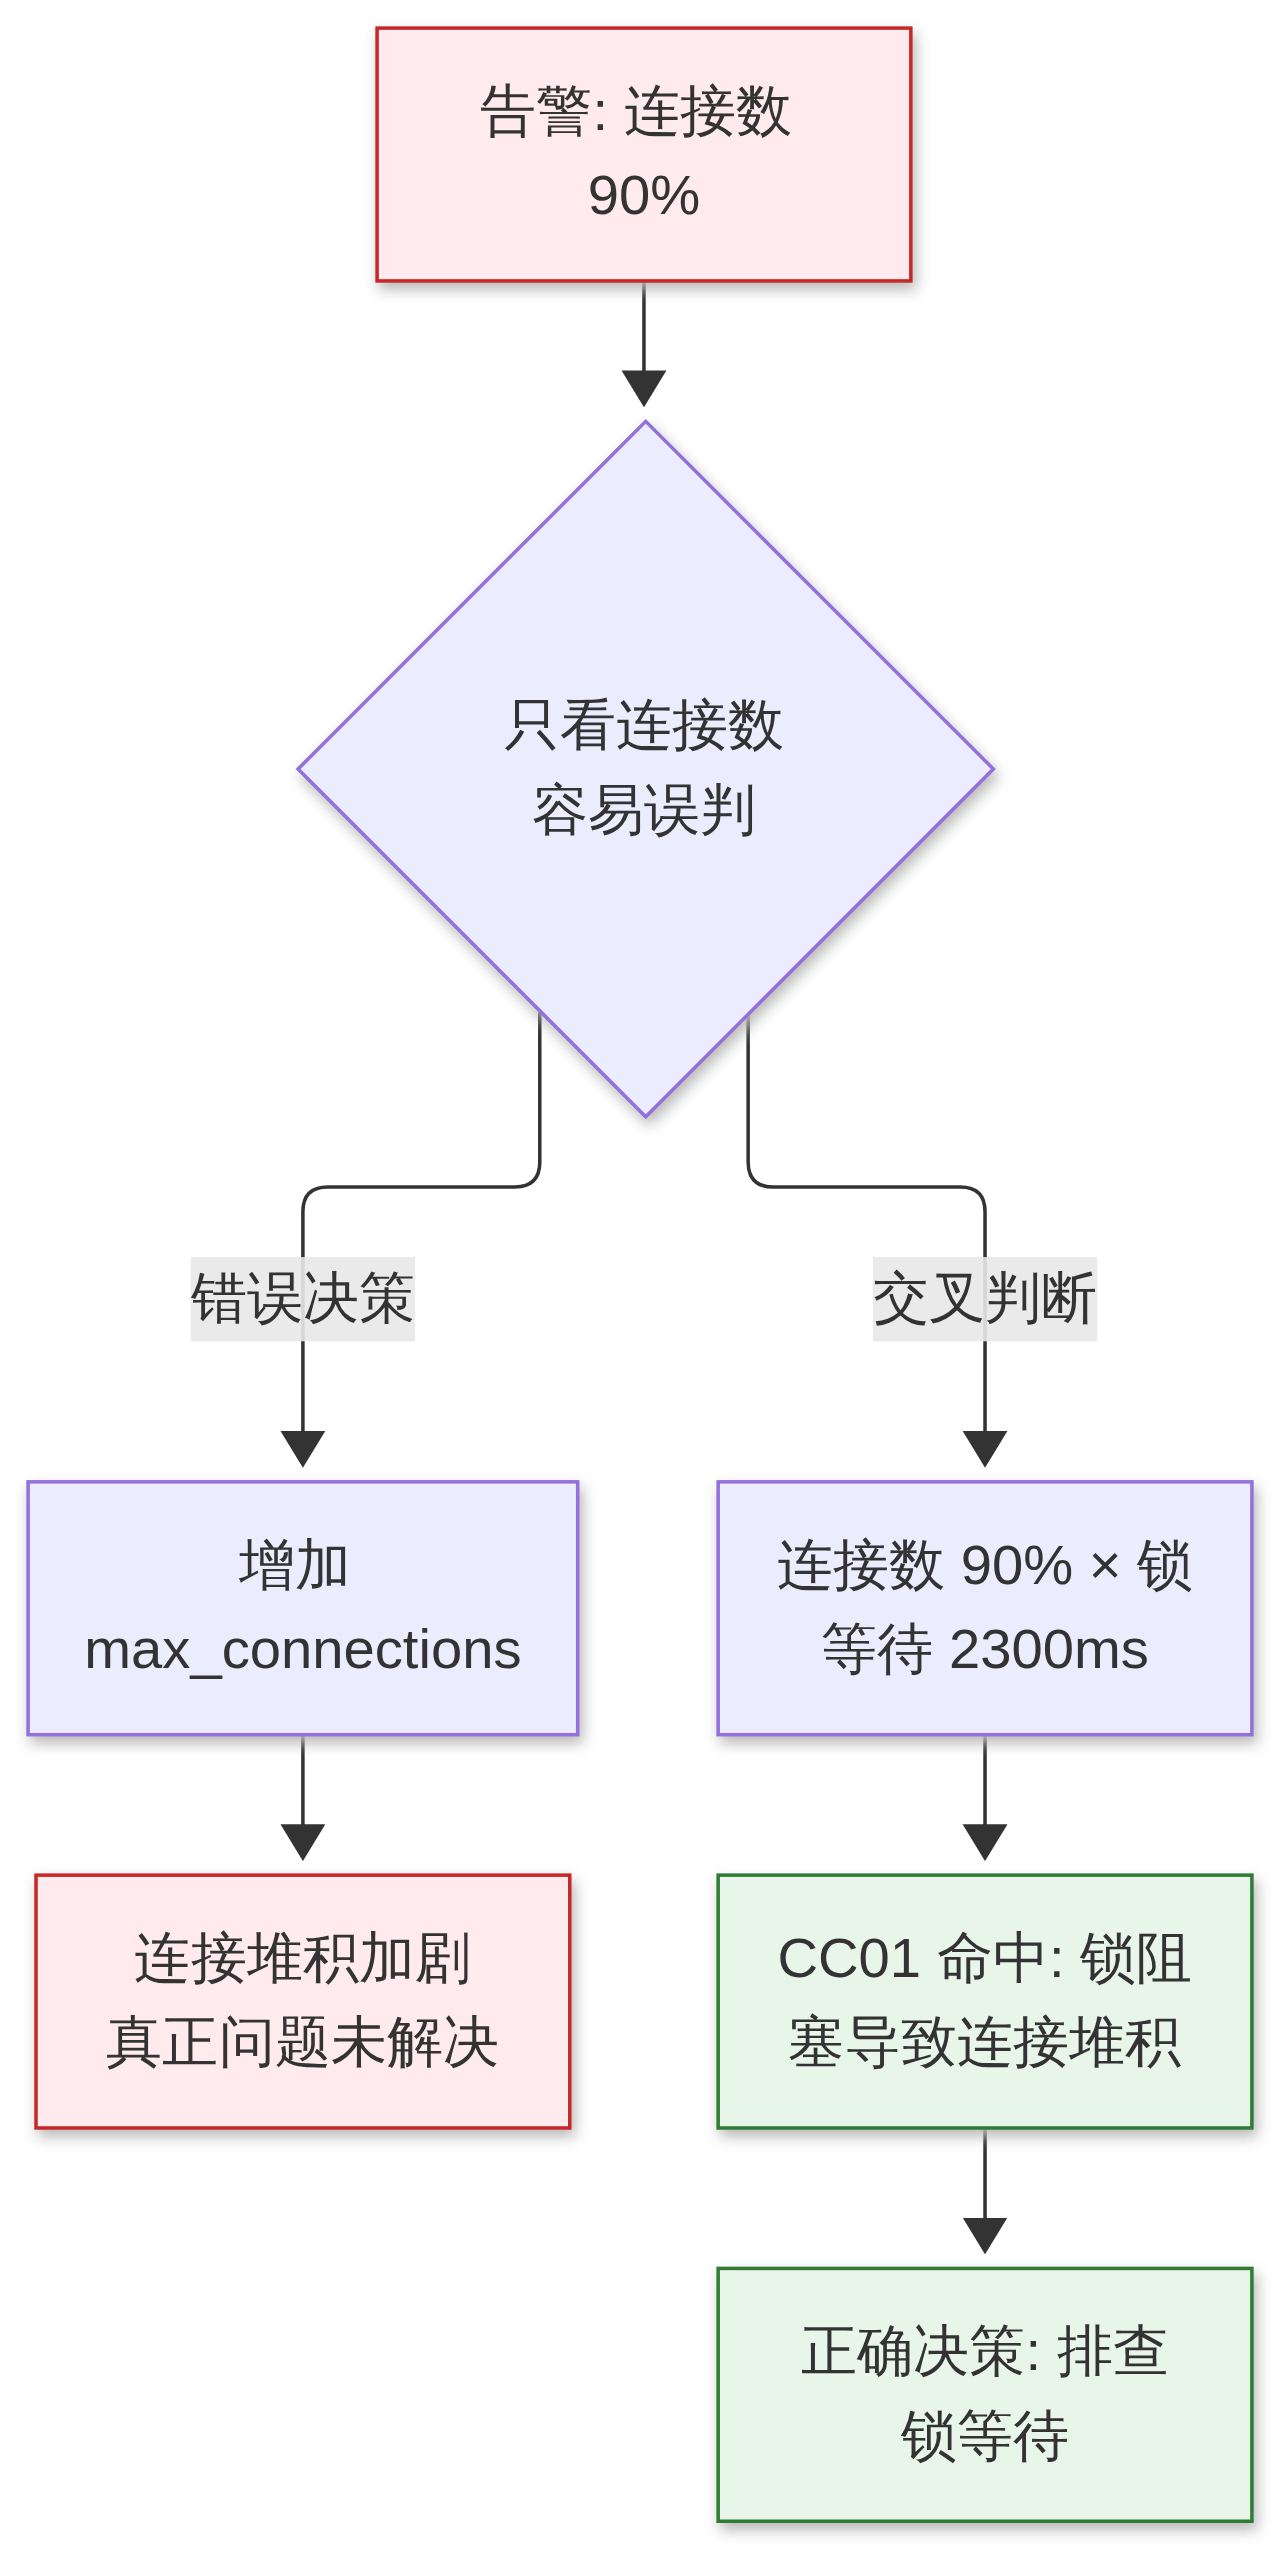 告警: 连接数
90%
只看连接数
容易误判
错误决策
交叉判断
增加
max_connections
连接数 90% × 锁
等待 2300ms
连接堆积加剧
真正问题未解决
CC01 命中: 锁阻
塞导致连接堆积
正确决策: 排查
锁等待